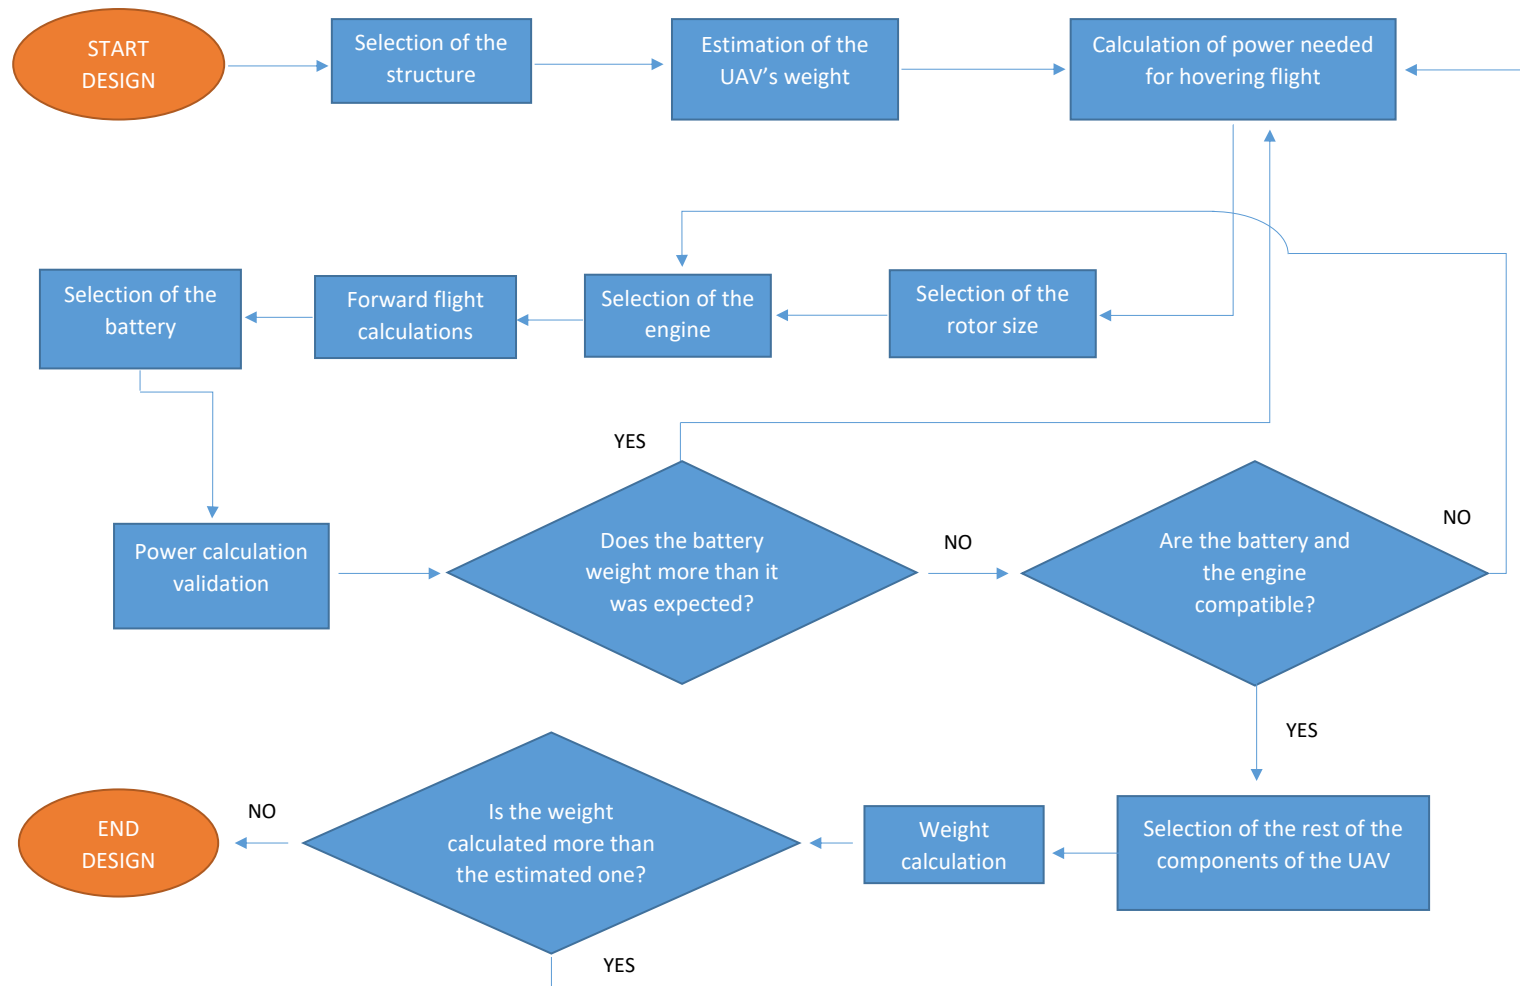 START
DESIGN
Selection of the
structure
Estimation of the
UAV’s weight
Calculation of power needed
for hovering flight
Selection of the
battery
Forward flight
calculations
Selection of the
engine
Selection of the
rotor size
YES
Power calculation
validation
Does the battery
weight more than it
was expected?
NO
Are the battery and
the engine
compatible?
NO
YES
END
DESIGN
NO
Is the weight
calculated more than
the estimated one?
Weight
calculation
Selection of the rest of the
components of the UAV
YES